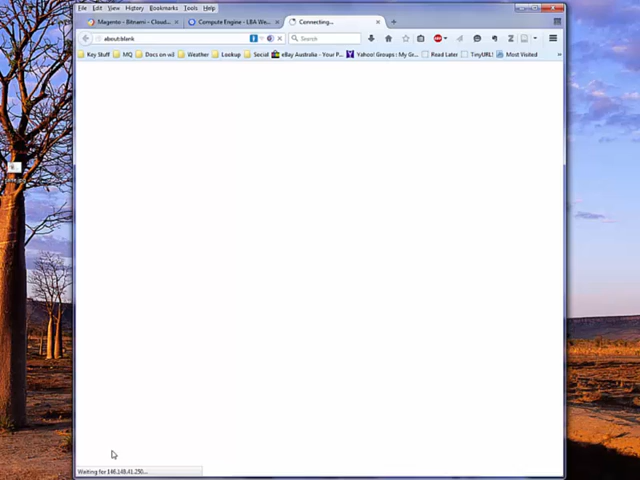 File Edit View History Bookmarks Tools Help
Magento - Bitnami - Cloud... Compute Engine - LBA We... Connecting...
about:blank Search
Key Stuff MQ Docs on wil Weather Lookup Social eBay Australia - Your P... Yahoo! Groups : My Gr... Read Later TinyURL! Most Visited
Waiting for 146.148.41.250...